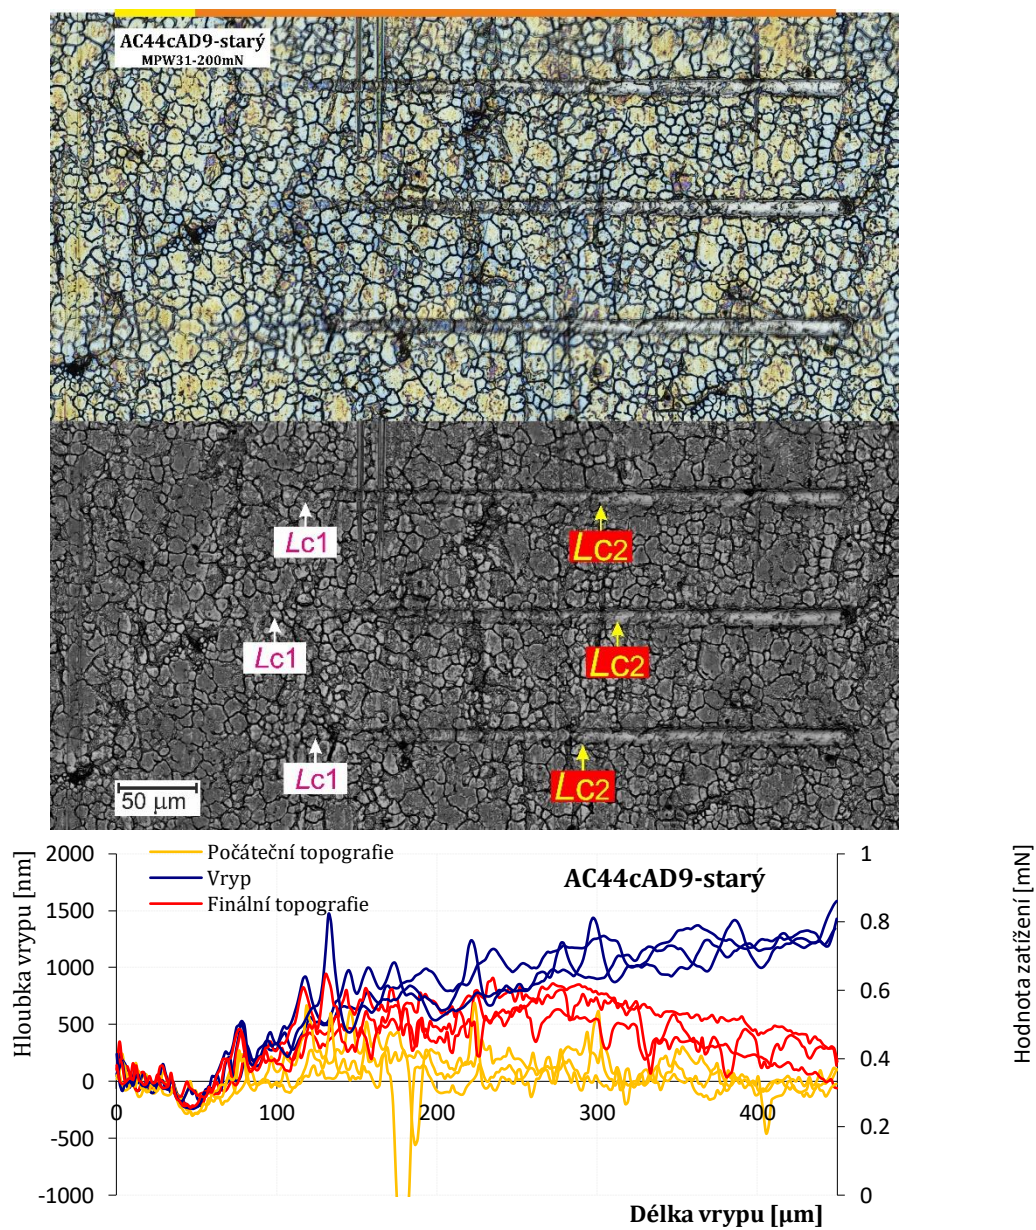 AC44cAD9-starý
MPW31-200mN
Lc1
Lc2
Lc1
Lc2
Lc1
Lc2
50 µm
Hloubka vrypu [nm]
2000
1500
1000
500
0
-500
-1000
Počáteční topografie
Vryp
Finální topografie
AC44cAD9-starý
0
100
200
300
400
1
0.8
0.6
0.4
0.2
0
Hodnota zatížení [mN]
Délka vrypu [µm]